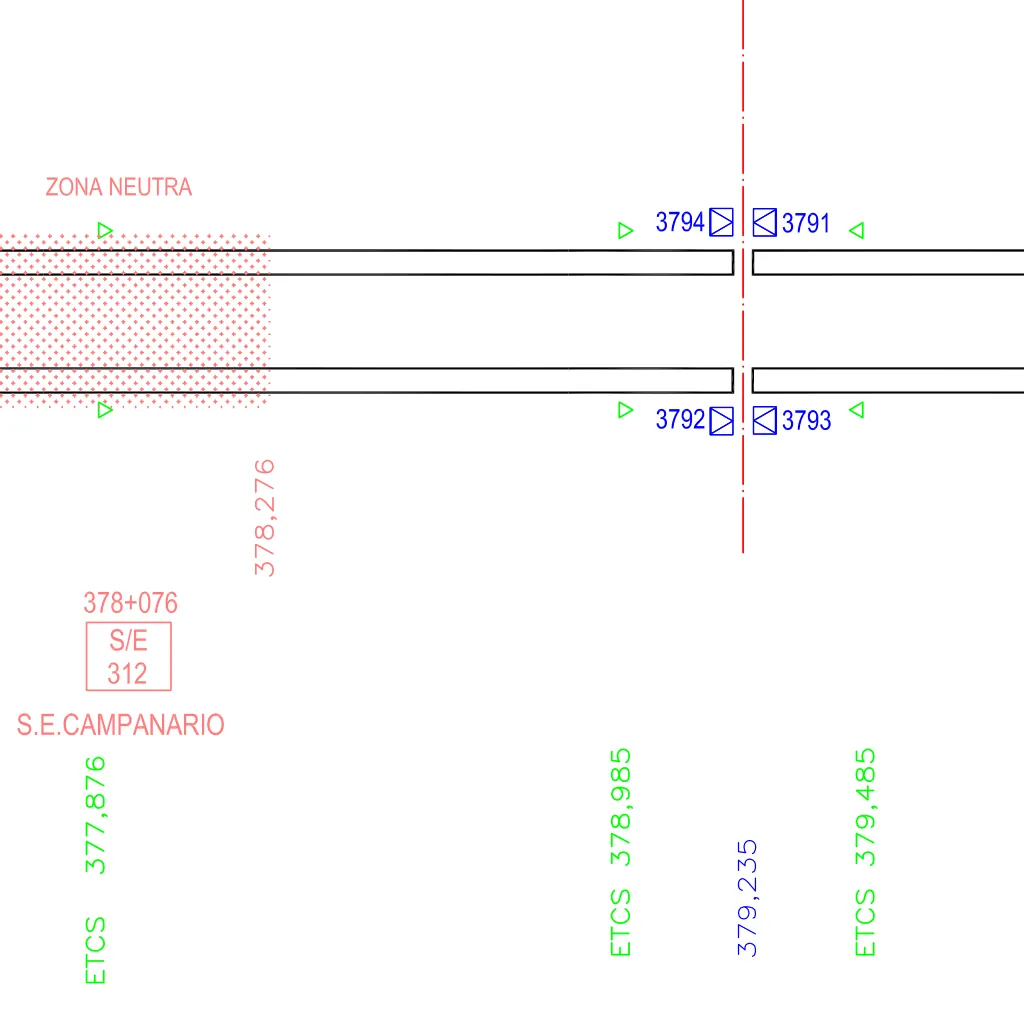 ZONA NEUTRA
3794
3791
3792
3793
378,276
378+076
S/E
312
S.E.CAMPANARIO
ETCS 377,876
ETCS 378,985
379,235
ETCS 379,485